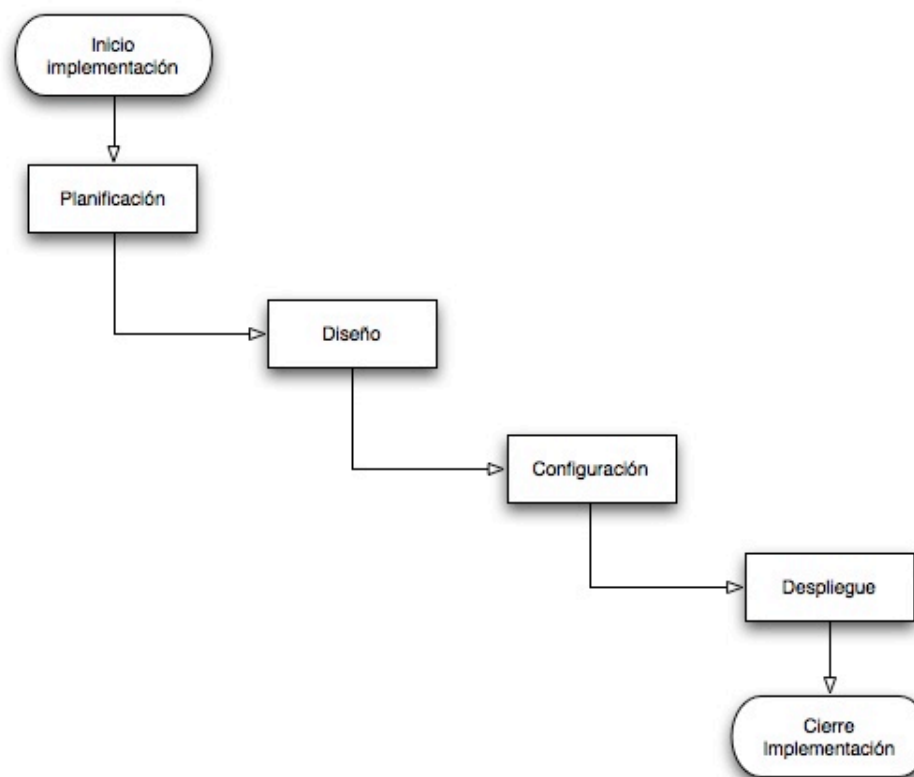 Inicio
implementación
Planificación
Diseño
Configuración
Despliegue
Cierre
Implementación